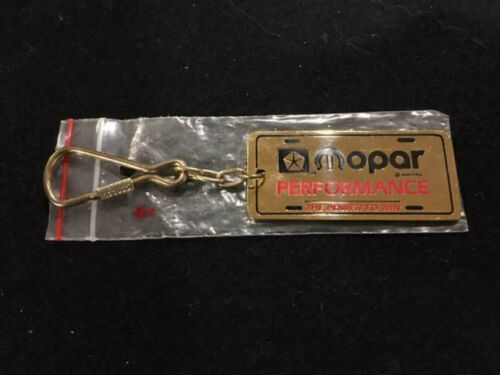 mopar
PERFORMANCE
THE POWER TO WIN